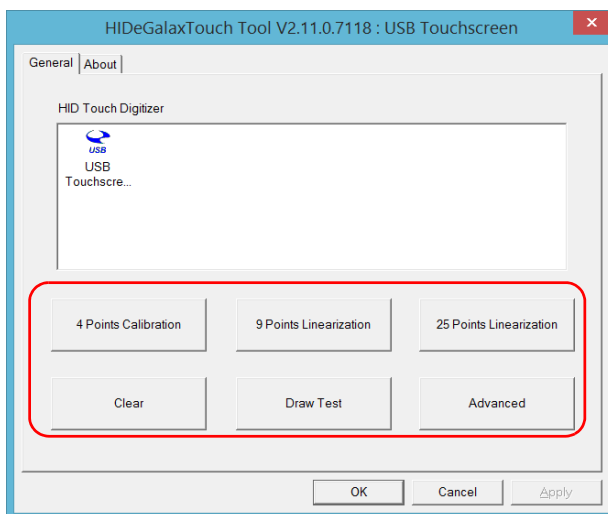 HIDeGalaxTouch Tool V2.11.0.7118 : USB Touchscreen
General About
HID Touch Digitizer
USB
USB
Touchscre...
4 Points Calibration 9 Points Linearization 25 Points Linearization
Clear Draw Test Advanced
OK Cancel Apply